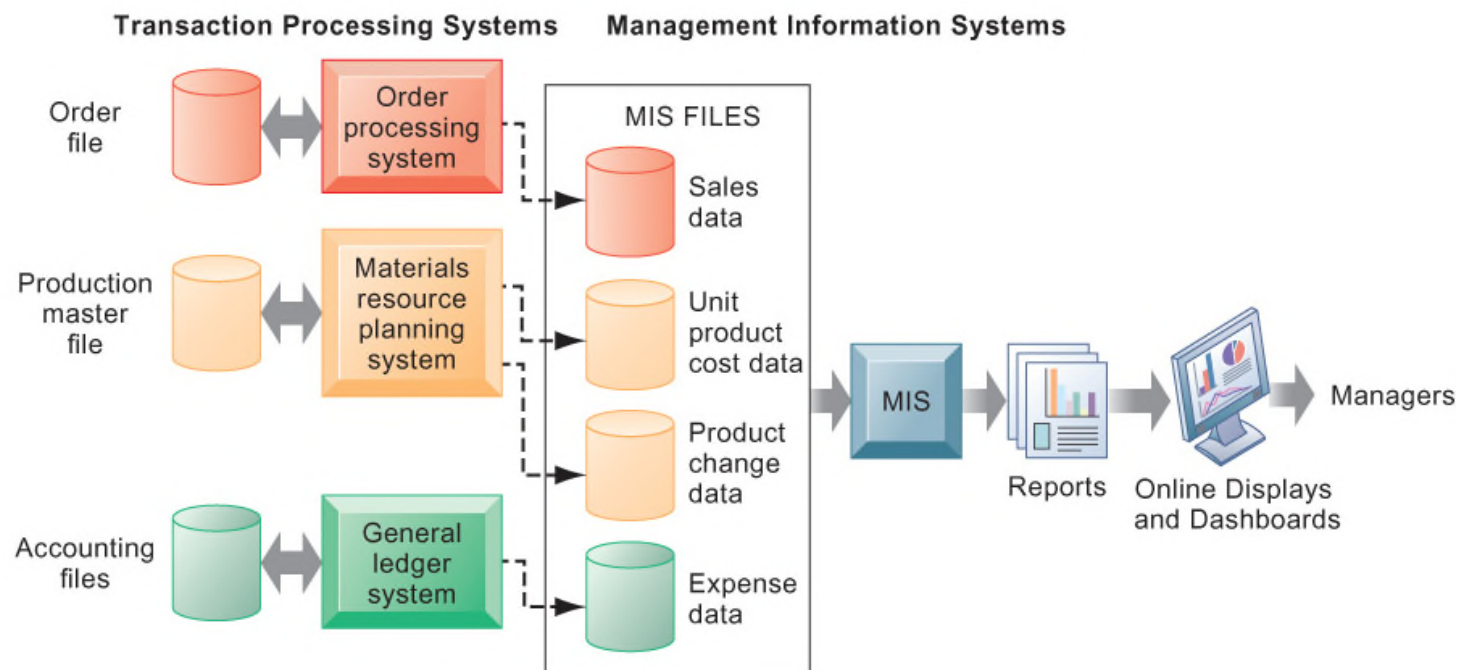 Transaction Processing Systems
Management Information Systems
Order
file
Order
processing
system
MIS FILES
Sales
data
Production
master
file
Materials
resource
planning
system
Unit
product
cost data
Product
change
data
MIS
Reports
Online Displays
and Dashboards
Managers
Accounting
files
General
ledger
system
Expense
data